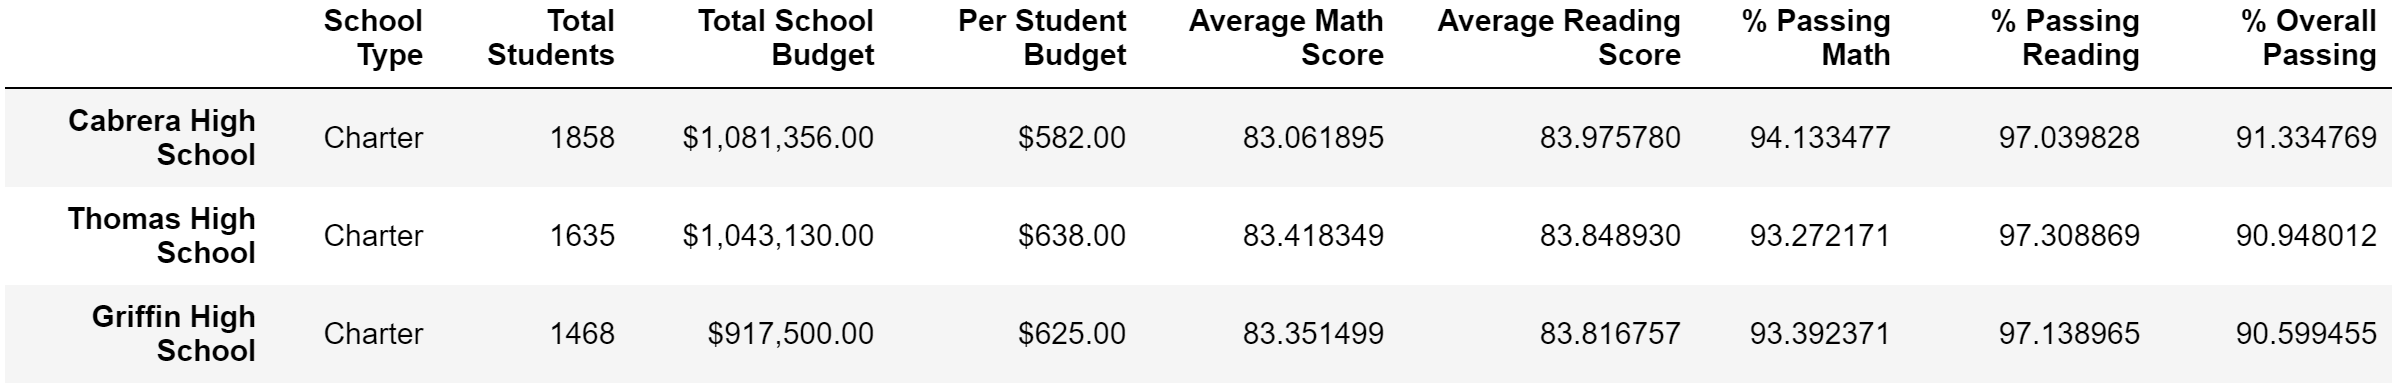 School Type Total Students Total School Budget Per Student Budget Average Math Score Average Reading Score % Passing Math % Passing Reading % Overall Passing
Cabrera High School Charter 1858 $1,081,356.00 $582.00 83.061895 83.975780 94.133477 97.039828 91.334769
Thomas High School Charter 1635 $1,043,130.00 $638.00 83.418349 83.848930 93.272171 97.308869 90.948012
Griffin High School Charter 1468 $917,500.00 $625.00 83.351499 83.816757 93.392371 97.138965 90.599455